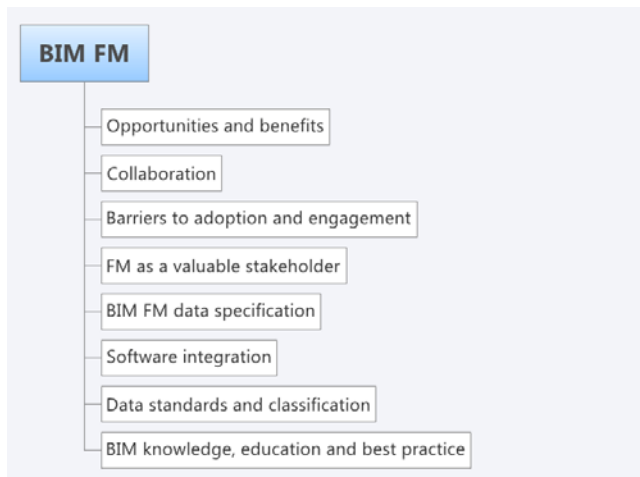 BIM FM
Opportunities and benefits
Collaboration
Barriers to adoption and engagement
FM as a valuable stakeholder
BIM FM data specification
Software integration
Data standards and classification
BIM knowledge, education and best practice